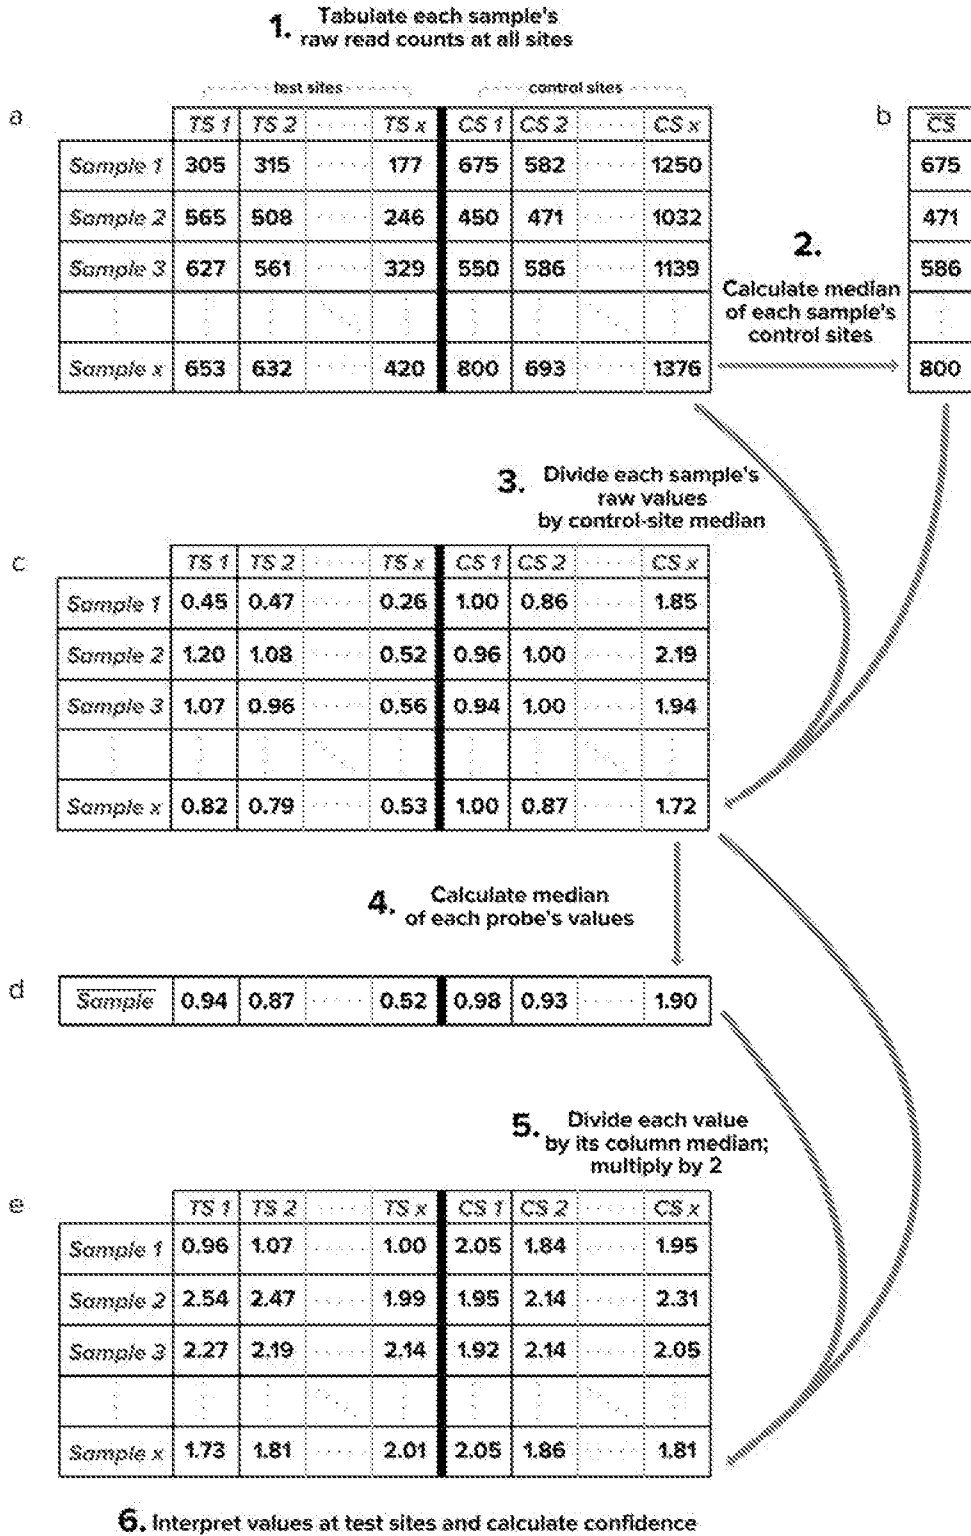 1. Tabulate each sample's
raw read counts at all sites
test sites control sites
a b
TS 1 TS 2 TS x CS 1 CS 2 CS x CS
Sample 1 305 315 177 675 582 1250 675
Sample 2 565 508 246 450 471 1032 471
Sample 3 627 561 329 550 586 1139 586
Sample x 653 632 420 800 693 1376 800
2.
Calculate median
of each sample's
control sites
3. Divide each sample's
raw values
by control-site median
c
TS 1 TS 2 TS x CS 1 CS 2 CS x
Sample 1 0.45 0.47 0.26 1.00 0.86 1.85
Sample 2 1.20 1.08 0.52 0.96 1.00 2.19
Sample 3 1.07 0.96 0.56 0.94 1.00 1.94
Sample x 0.82 0.79 0.53 1.00 0.87 1.72
4. Calculate median
of each probe's values
d
Sample 0.94 0.87 0.52 0.98 0.93 1.90
5. Divide each value
by its column median;
multiply by 2
e
TS 1 TS 2 TS x CS 1 CS 2 CS x
Sample 1 0.96 1.07 1.00 2.05 1.84 1.95
Sample 2 2.54 2.47 1.99 1.95 2.14 2.31
Sample 3 2.27 2.19 2.14 1.92 2.14 2.05
Sample x 1.73 1.81 2.01 2.05 1.86 1.81
6. Interpret values at test sites and calculate confidence